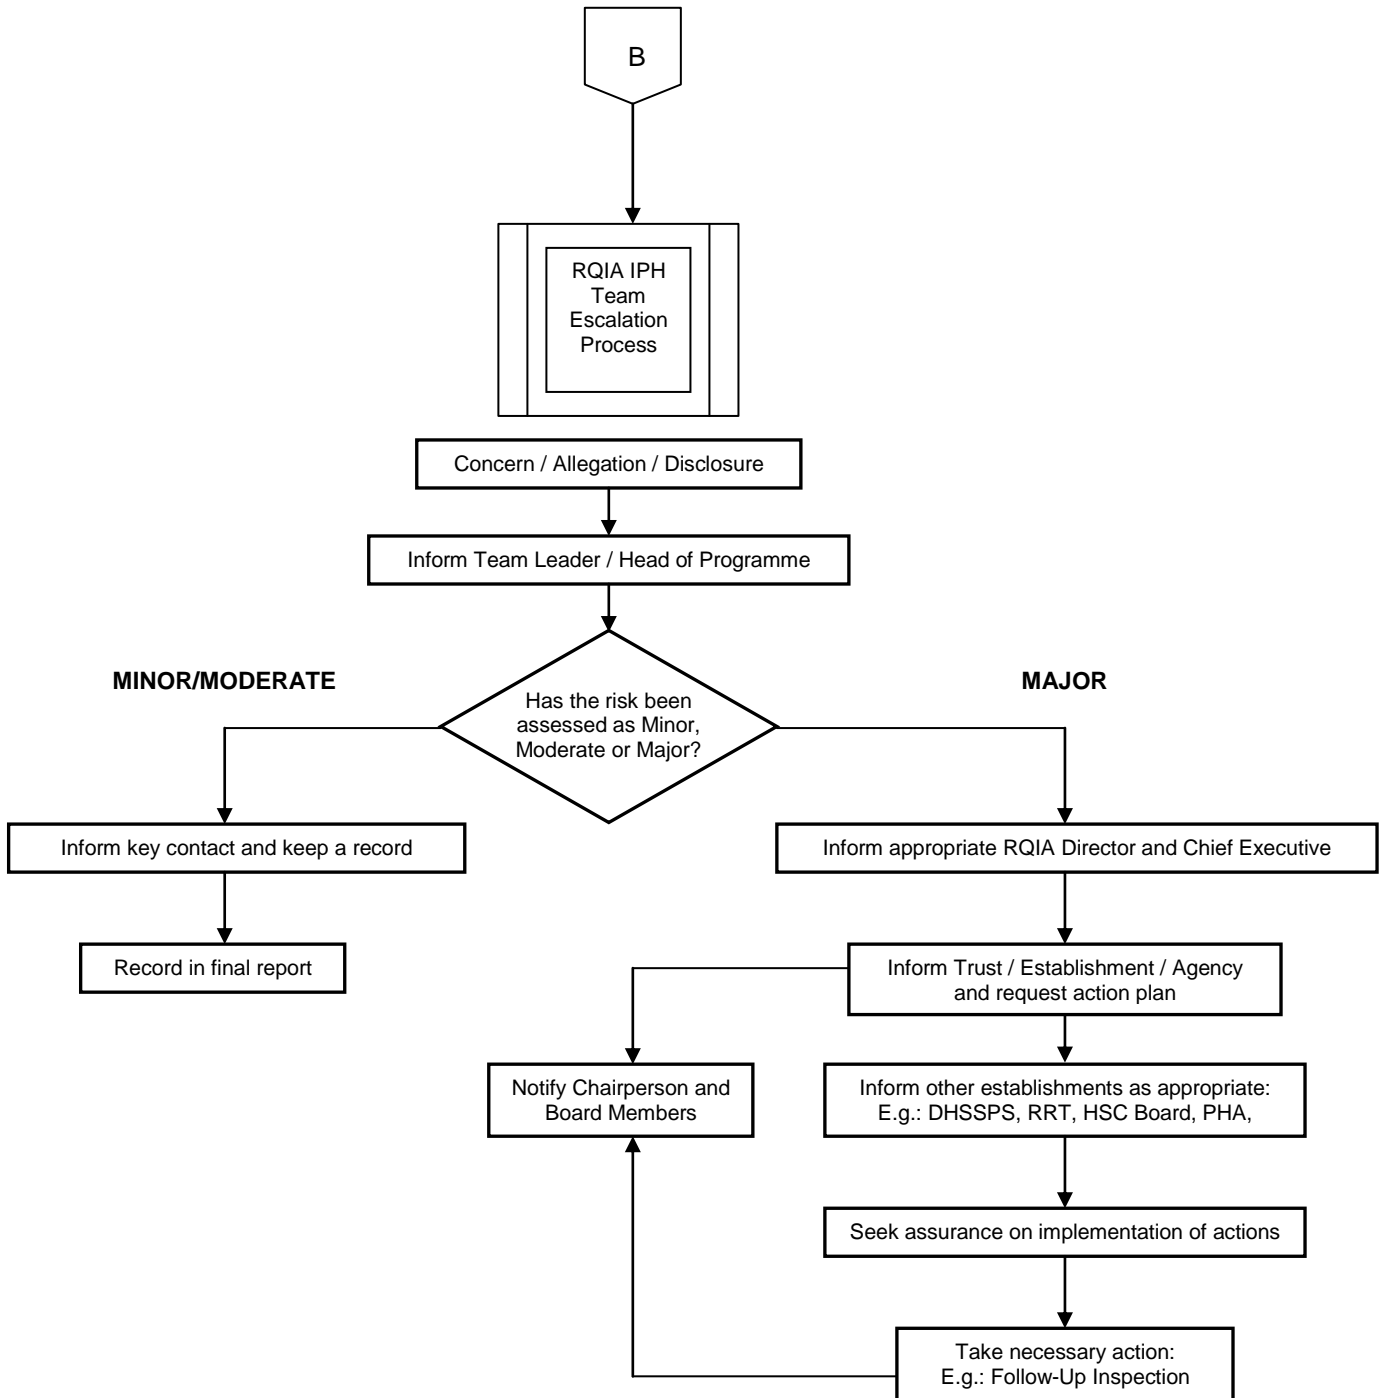 B
RQIA IPH
Team
Escalation
Process
Concern / Allegation / Disclosure
Inform Team Leader / Head of Programme
MINOR/MODERATE
MAJOR
Has the risk been
assessed as Minor,
Moderate or Major?
Inform key contact and keep a record
Inform appropriate RQIA Director and Chief Executive
Record in final report
Inform Trust / Establishment / Agency
and request action plan
Notify Chairperson and
Board Members
Inform other establishments as appropriate:
E.g.: DHSSPS, RRT, HSC Board, PHA,
Seek assurance on implementation of actions
Take necessary action:
E.g.: Follow-Up Inspection